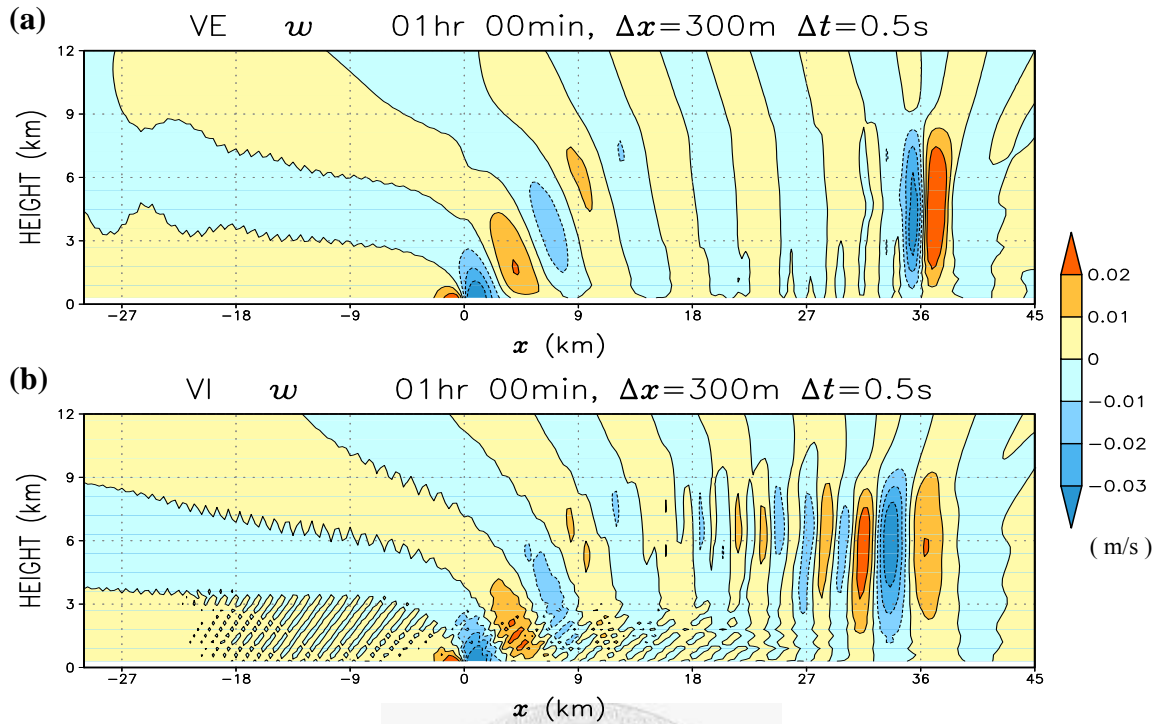 (a)
VE w 01hr 00min, Δx=300m Δt=0.5s
12
9
6
3
0
HEIGHT (km)
−27 −18 −9 0 9 18 27 36 45
x (km)
(b)
VI w 01hr 00min, Δx=300m Δt=0.5s
12
9
6
3
0
HEIGHT (km)
−27 −18 −9 0 9 18 27 36 45
x (km)
0.02
0.01
0
−0.01
−0.02
−0.03
( m/s )